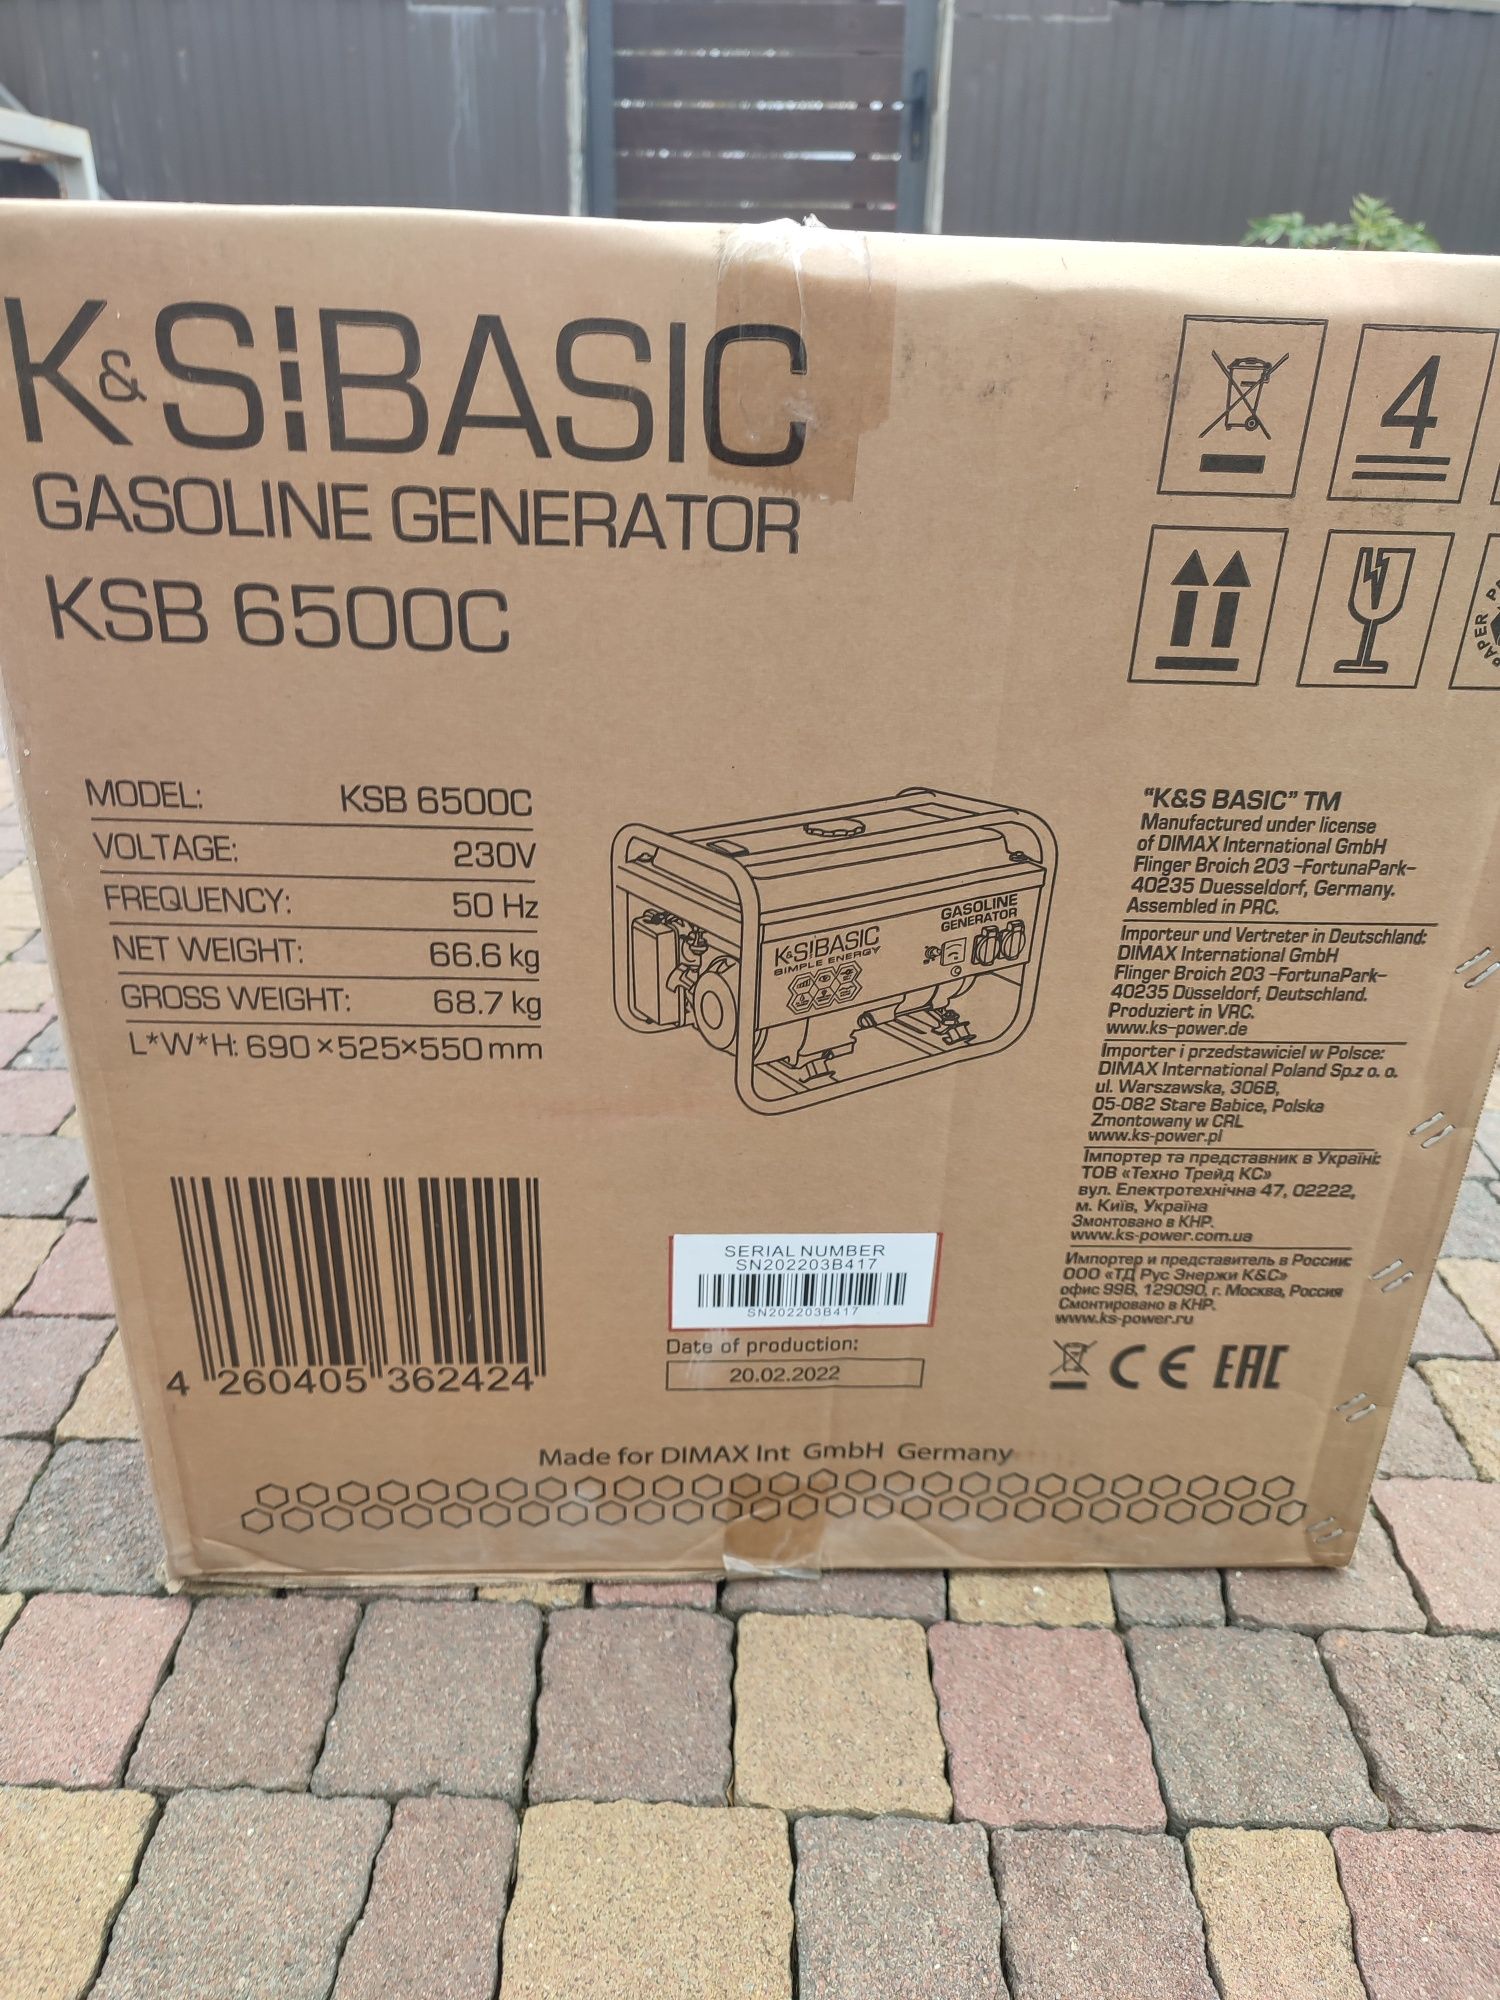 K&S BASIC
GASOLINE GENERATOR
KSB 6500C
4
PAPER
MODEL: KSB 6500C
VOLTAGE: 230V
FREQUENCY: 50 Hz
NET WEIGHT: 66.6 kg
GROSS WEIGHT: 68.7 kg
L*W*H: 690×525×550mm
GASOLINE
GENERATOR
K&S BASIC
SIMPLE ENERGY
"K&S BASIC" TM
Manufactured under license
of DIMAX International GmbH
Flinger Broich 203 -FortunaPark-
40235 Duesseldorf, Germany.
Assembled in PRC.
Importeur und Vertreter in Deutschland:
DIMAX International GmbH
Flinger Broich 203 -FortunaPark-
40235 Düsseldorf, Deutschland.
Produziert in VRC.
www.ks-power.de
Importer i przedstawiciel w Polsce:
DIMAX International Poland Sp.z o. o.
ul. Warszawska, 306B,
05-082 Stare Babice, Polska
Zmontowany w CRL
www.ks-power.pl
Імпортер та представник в Україні:
ТОВ «Техно Трейд КС»
вул. Електротехнічна 47, 02222,
м. Київ, Україна
Змонтовано в КНР.
www.ks-power.com.ua
Импортер и представитель в России:
ООО «ТД Рус Энержи К&С»
офис 99В, 129090, г. Москва, Россия
Смонтировано в КНР.
www.ks-power.ru
CE EAC
4 260405 362424
SERIAL NUMBER
SN202203B417
SN202203B417
Date of production:
20.02.2022
Made for DIMAX Int GmbH Germany